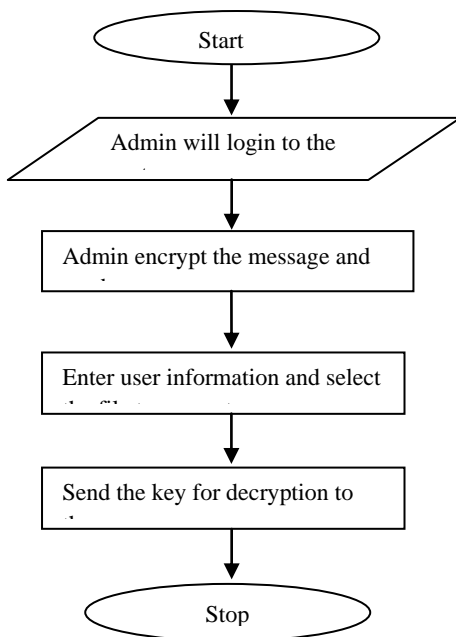 Start
Admin will login to the
Admin encrypt the message and
Enter user information and select
Send the key for decryption to
Stop